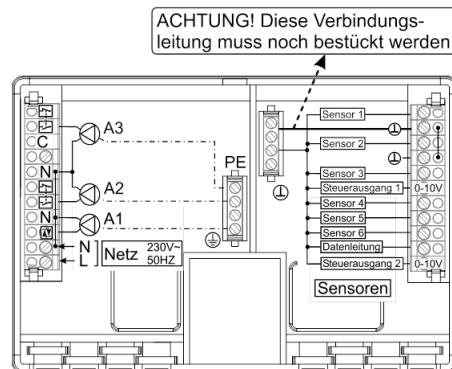 ACHTUNG! Diese Verbindungs-
leitung muss noch bestückt werden
C
N
N
A3
A2
A1
PE
N
L
Netz
230V~
50HZ
Sensor 1
Sensor 2
Sensor 3
Steuerausgang 1
0-10V
Sensor 4
Sensor 5
Sensor 6
Datenleitung
Steuerausgang 2
0-10V
Sensoren